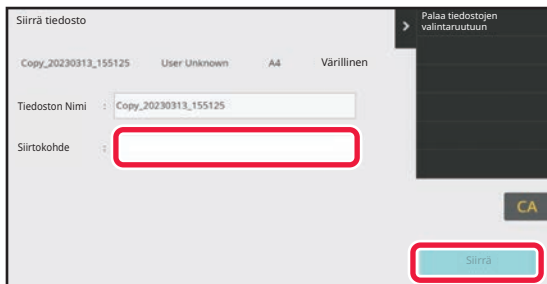 Siirrä tiedosto
Palaa tiedostojen
valintaruutuun
Copy_20230313_155125 User Unknown A4 Värillinen
Tiedoston Nimi : Copy_20230313_155125
Siirtokohde :
CA
Siirrä